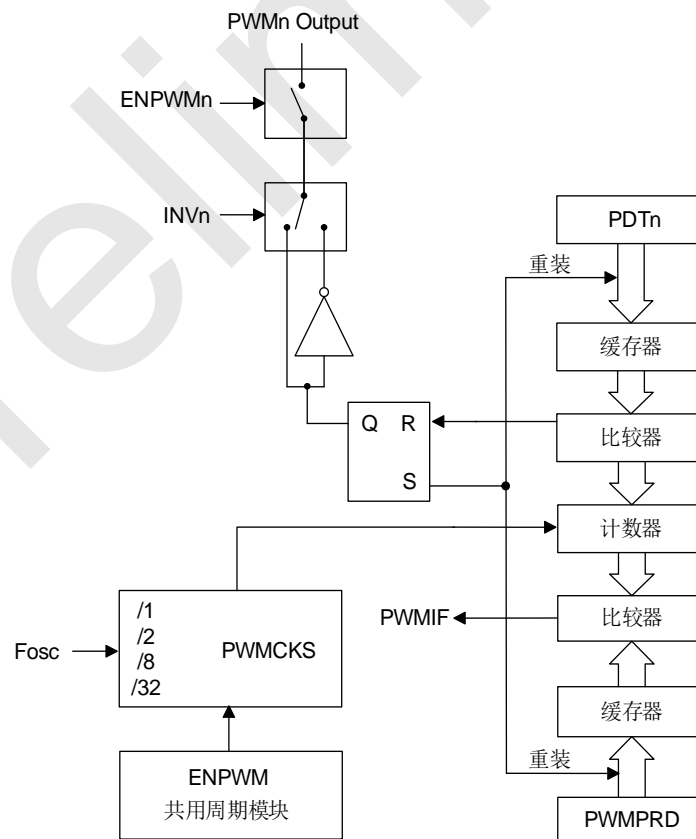 PWMn Output
ENPWMn
INVn
PDTn
重装
缓存器
Q R
S
比较器
计数器
/1
/2
/8
/32
PWMCKS
Fosc
PWMIF
比较器
缓存器
重装
ENPWM
共用周期模块
PWMPRD